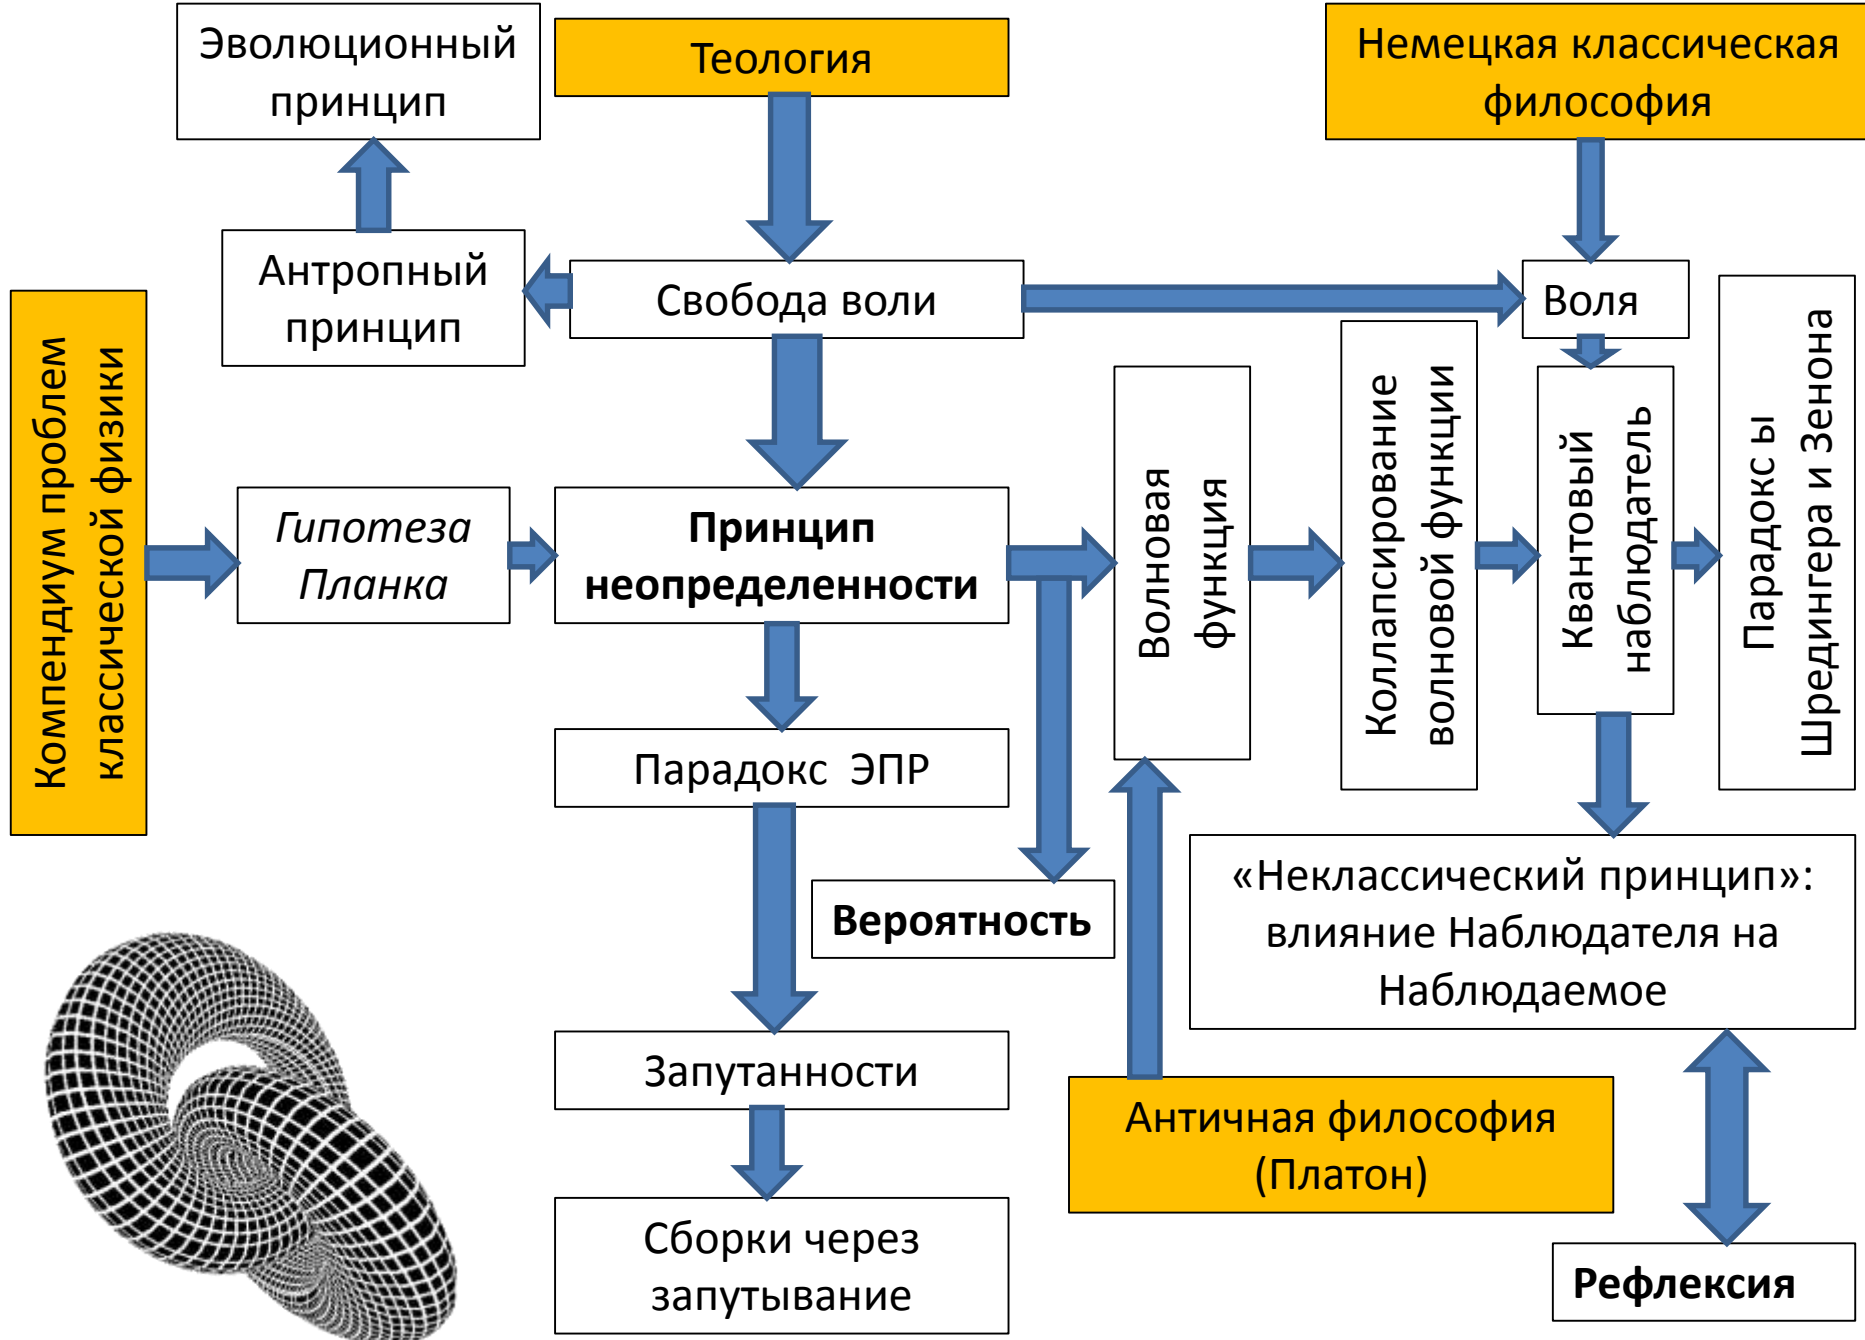 Эволюционный
принцип
Теология
Немецкая классическая
философия
Антропный
принцип
Свобода воли
Воля
Компендиум проблем
классической физики
Гипотеза
Планка
Принцип
неопределенности
Волновая
функция
Коллапсирование
волновой функции
Квантовый
наблюдатель
Парадокс ы
Шредингера и Зенона
Парадокс ЭПР
Вероятность
«Неклассический принцип»:
влияние Наблюдателя на
Наблюдаемое
Запутанности
Античная философия
(Платон)
Сборки через
запутывание
Рефлексия